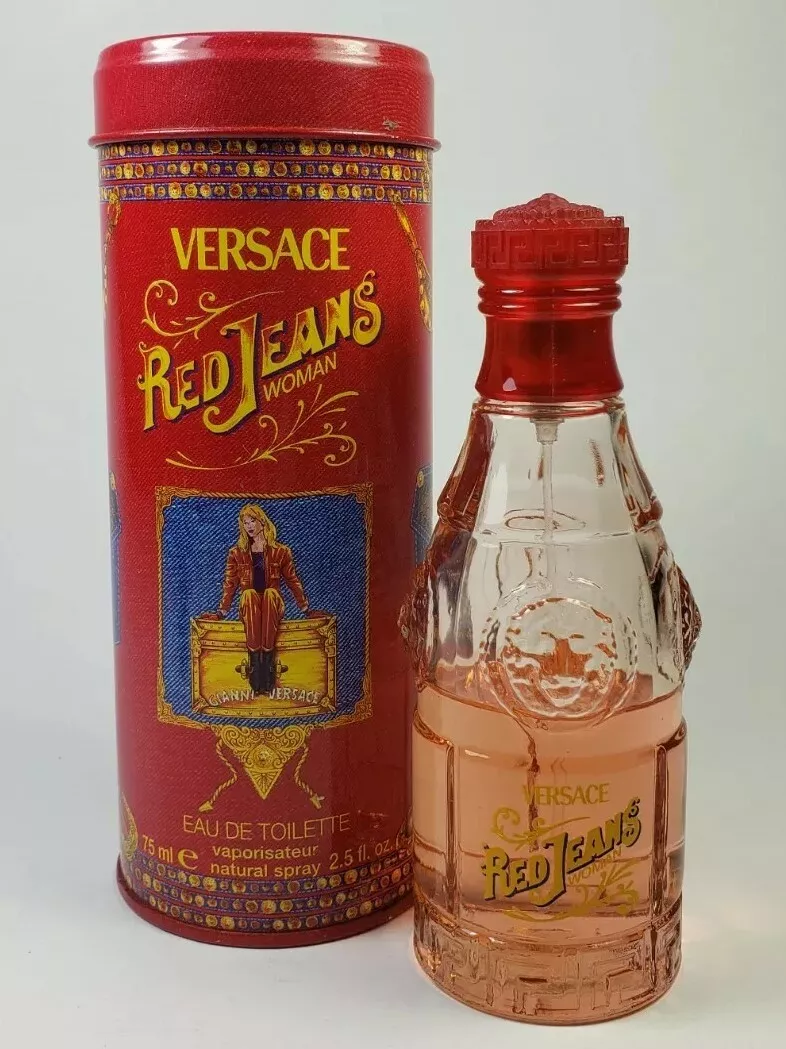 VERSACE
RED JEANS
WOMAN
GIANNI VERSACE
EAU DE TOILETTE
75 ml e vaporisateur
natural spray 2.5 fl. oz.
VERSACE
RED JEANS
WOMAN